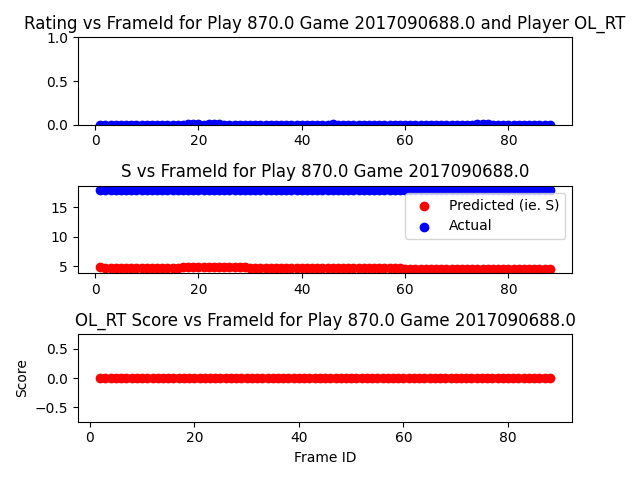 Rating vs FrameId for Play 870.0 Game 2017090688.0 and Player OL_RT
1.0
0.5
0.0
0 20 40 60 80
S vs FrameId for Play 870.0 Game 2017090688.0
15
10
5
Predicted (ie. S)
Actual
0 20 40 60 80
OL_RT Score vs FrameId for Play 870.0 Game 2017090688.0
Score
0.5
0.0
−0.5
0 20 40 60 80
Frame ID